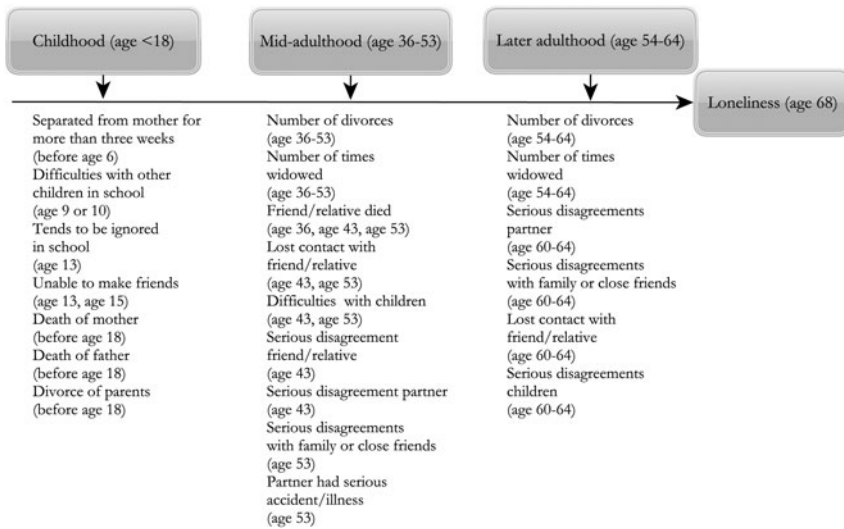 Childhood (age <18)
Mid-adulthood (age 36-53)
Later adulthood (age 54-64)
Loneliness (age 68)
Separated from mother for
more than three weeks
(before age 6)
Difficulties with other
children in school
(age 9 or 10)
Tends to be ignored
in school
(age 13)
Unable to make friends
(age 13, age 15)
Death of mother
(before age 18)
Death of father
(before age 18)
Divorce of parents
(before age 18)
Number of divorces
(age 36-53)
Number of times
widowed
(age 36-53)
Friend/relative died
(age 36, age 43, age 53)
Lost contact with
friend/relative
(age 43, age 53)
Difficulties with children
(age 43, age 53)
Serious disagreement
friend/relative
(age 43)
Serious disagreement partner
(age 43)
Serious disagreements
with family or close friends
(age 53)
Partner had serious
accident/illness
(age 53)
Number of divorces
(age 54-64)
Number of times
widowed
(age 54-64)
Serious disagreements
partner
(age 60-64)
Serious disagreements
with family or close friends
(age 60-64)
Lost contact with
friend/relative
(age 60-64)
Serious disagreements
children
(age 60-64)